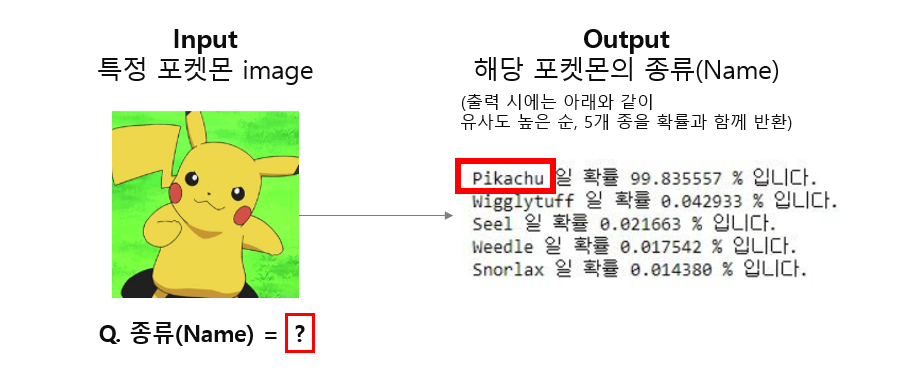 Input
특정 포켓몬 image
Q. 종류(Name) = ?
Output
해당 포켓몬의 종류(Name)
(출력 시에는 아래와 같이
유사도 높은 순, 5개 종을 확률과 함께 반환)
Pikachu 일 확률 99.835557 % 입니다.
Wigglytuff 일 확률 0.042933 % 입니다.
Seel 일 확률 0.021663 % 입니다.
Weedle 일 확률 0.017542 % 입니다.
Snorlax 일 확률 0.014380 % 입니다.